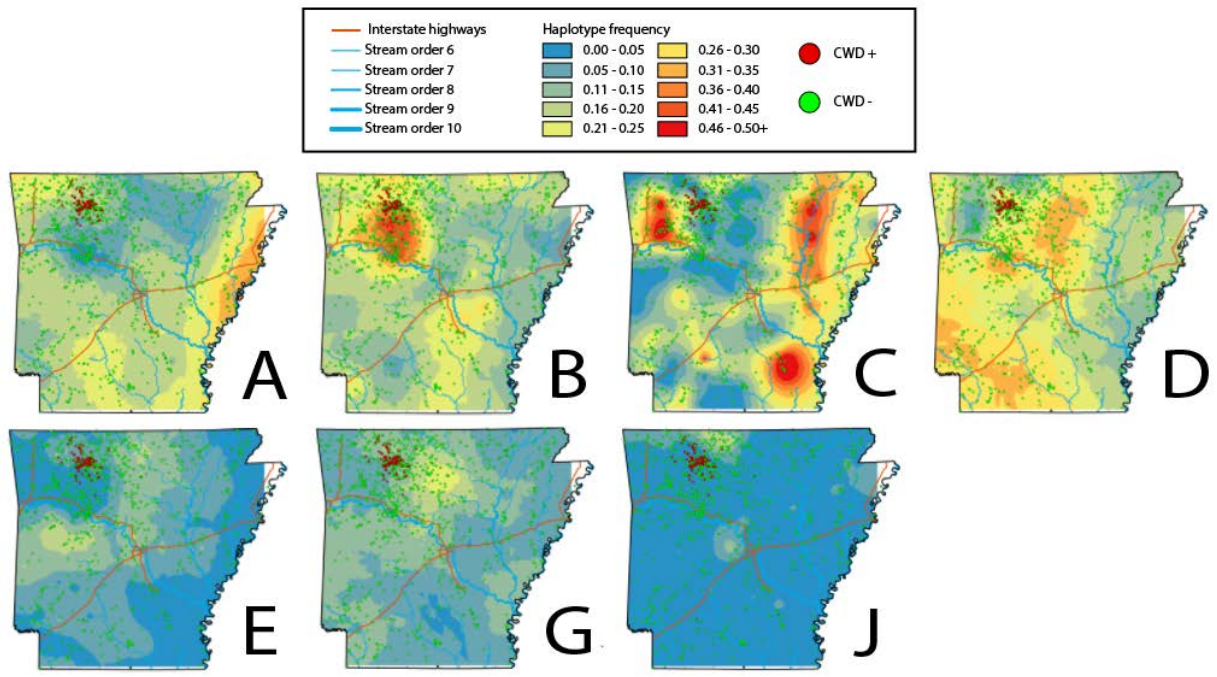 Interstate highways
Stream order 6
Stream order 7
Stream order 8
Stream order 9
Stream order 10
Haplotype frequency
0.00 - 0.05
0.05 - 0.10
0.11 - 0.15
0.16 - 0.20
0.21 - 0.25
0.26 - 0.30
0.31 - 0.35
0.36 - 0.40
0.41 - 0.45
0.46 - 0.50+
CWD +
CWD -
A
B
C
D
E
G
J